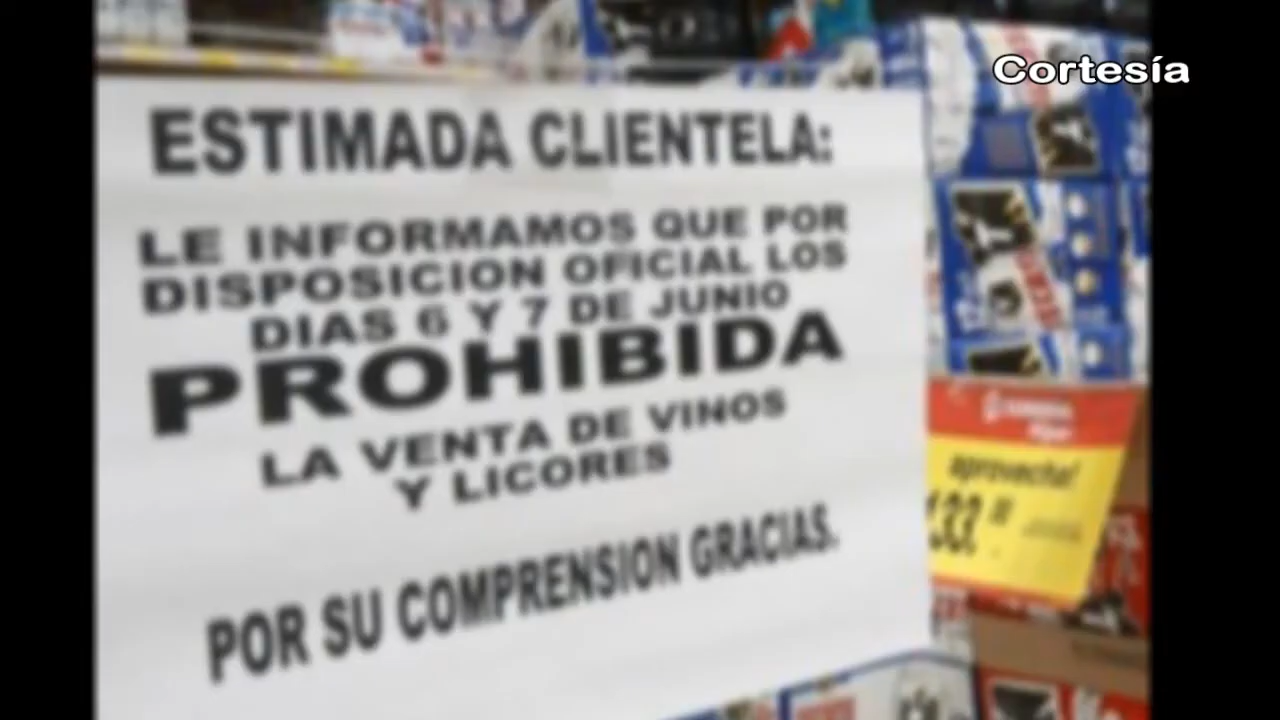 Cortesía
ESTIMADA CLIENTELA:
LE INFORMAMOS QUE POR
DISPOSICION OFICIAL LOS
DIAS 6 Y 7 DE JUNIO
PROHIBIDA
LA VENTA DE VINOS
Y LICORES
POR SU COMPRENSION GRACIAS.
aprovecha!
133.